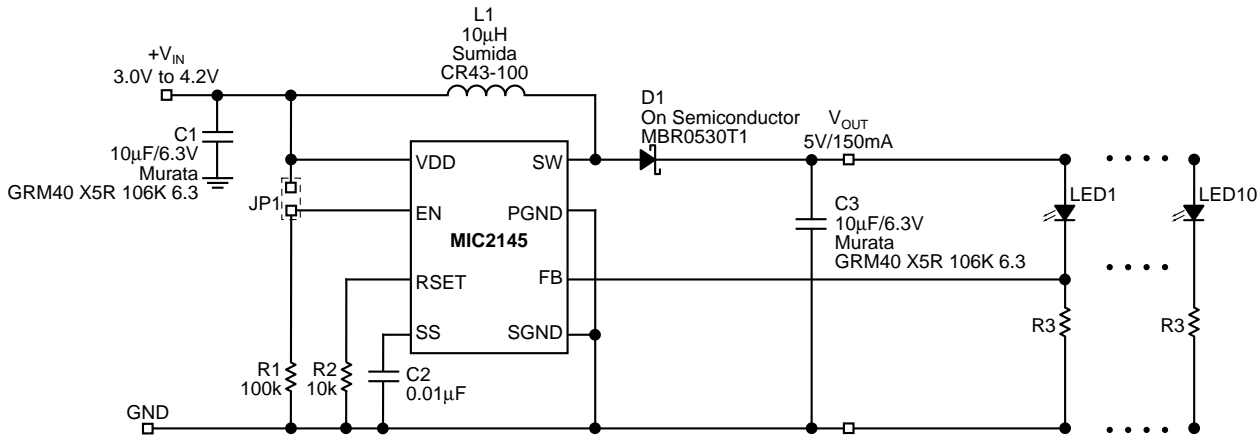 L1
10µH
Sumida
CR43-100
+VIN
3.0V to 4.2V
D1
On Semiconductor
MBR0530T1
VOUT
5V/150mA
C1
10µF/6.3V
Murata
GRM40 X5R 106K 6.3
VDD
SW
LED1
LED10
JP1
EN
PGND
C3
10µF/6.3V
Murata
GRM40 X5R 106K 6.3
MIC2145
RSET
FB
SS
SGND
R3
R3
R1
100k
R2
10k
C2
0.01µF
GND